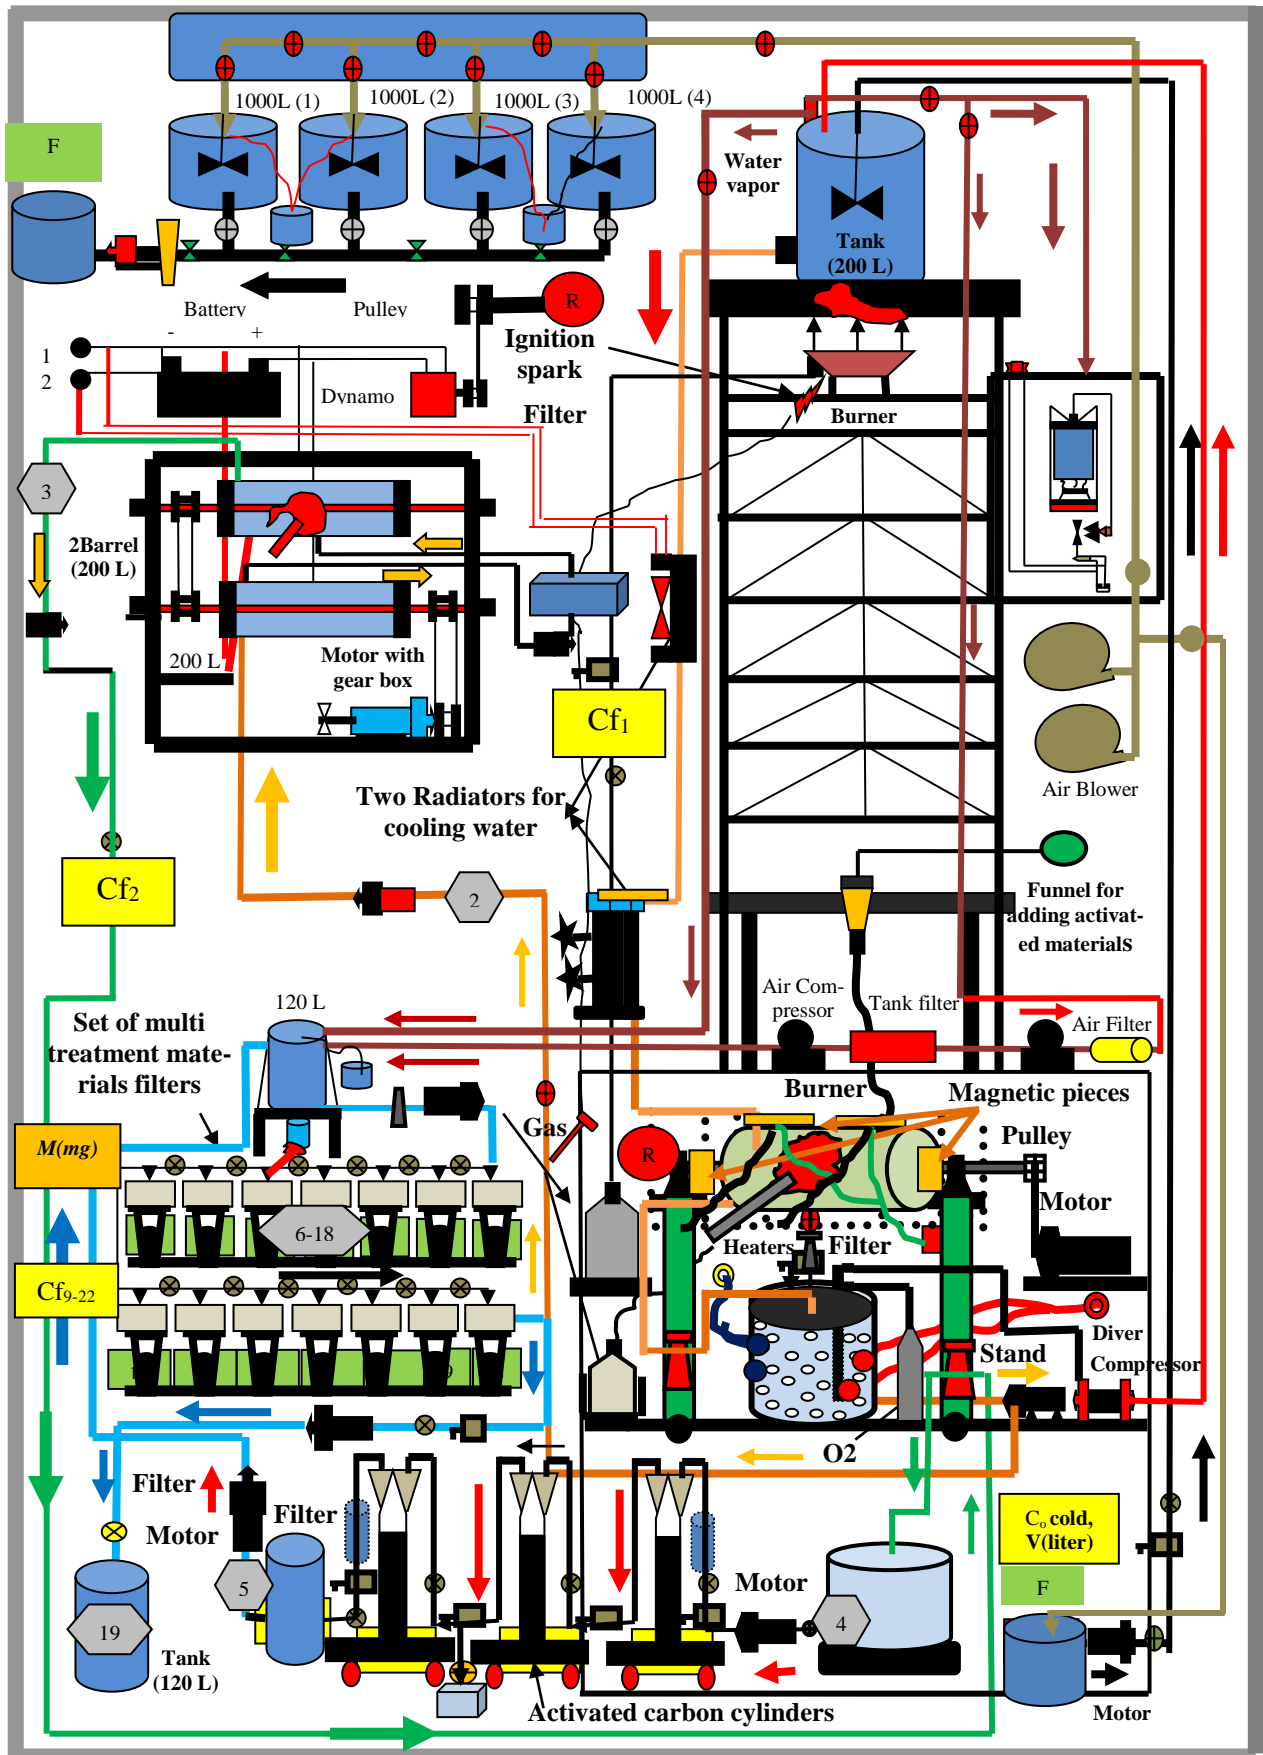 1000L (1)
1000L (2)
1000L (3)
1000L (4)
F
Water
vapor
Tank
(200 L)
Battery
Pulley
R
-
+
Ignition
spark
1
2
Dynamo
Filter
Burner
3
2Barrel
(200 L)
200 L
Motor with
gear box
Cf1
Air Blower
Two Radiators for
cooling water
Cf2
2
Funnel for
adding activat-
ed materials
120 L
Air Com-
pressor
Tank filter
Air Filter
Set of multi
treatment mate-
rials filters
Burner
Magnetic pieces
Gas
M(mg)
R
Pulley
Motor
6-18
Heaters
Filter
Cf9-22
Diver
Stand
Compressor
9
O2
Filter
Filter
Motor
Co cold,
V(liter)
Motor
F
5
4
19
Tank
(120 L)
Activated carbon cylinders
Motor